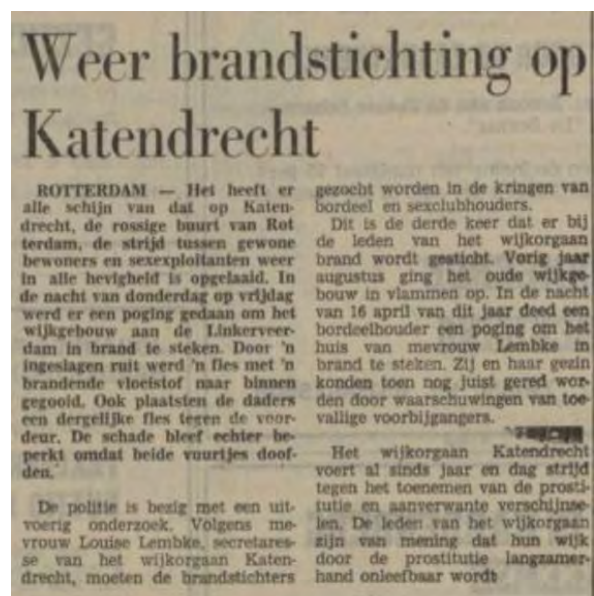 Weer brandstichting op
Katendrecht
ROTTERDAM — Het heeft er
alle schijn van dat op Katen-
drecht, de rossige buurt van Rot
terdam, de strijd tussen gewone
bewoners en sexexploitanten weer
in alle hevigheid is opgelaaid. In
de nacht van donderdag op vrijdag
werd er een poging gedaan om het
wijkgebouw aan de Linkerveer-
dam in brand te steken. Door 'n
ingeslagen ruit werd 'n fles met 'n
brandende vloeistof naar binnen
gegooid. Ook plaatsten de daders
een dergelijke fles tegen de voor-
deur. De schade bleef echter be-
perkt omdat beide vuurtjes doof-
den.
De politie is bezig met een uit-
voerig onderzoek. Volgens me-
vrouw Louise Lembke, secretares-
se van het wijkorgaan Katen-
drecht, moeten de brandstichters
gezocht worden in de kringen van
bordeel en sexclubhouders.
Dit is de derde keer dat er bij
de leden van het wijkorgaan
brand wordt gesticht. Vorig jaar
augustus ging het oude wijkge-
bouw in vlammen op. In de nacht
van 16 april van dit jaar deed een
bordeelhouder een poging om het
huis van mevrouw Lembke in
brand te steken. Zij en haar gezin
konden toen nog juist gered wor-
den door waarschuwingen van toe-
vallige voorbijgangers.
Het wijkorgaan Katendrecht
voert al sinds jaar en dag strijd
tegen het toenemen van de prosti-
tutie en aanverwante verschijnse-
len. De leden van het wijkorgaan
zijn van mening dat hun wijk
door de prostitutie langzamer-
hand onleefbaar wordt